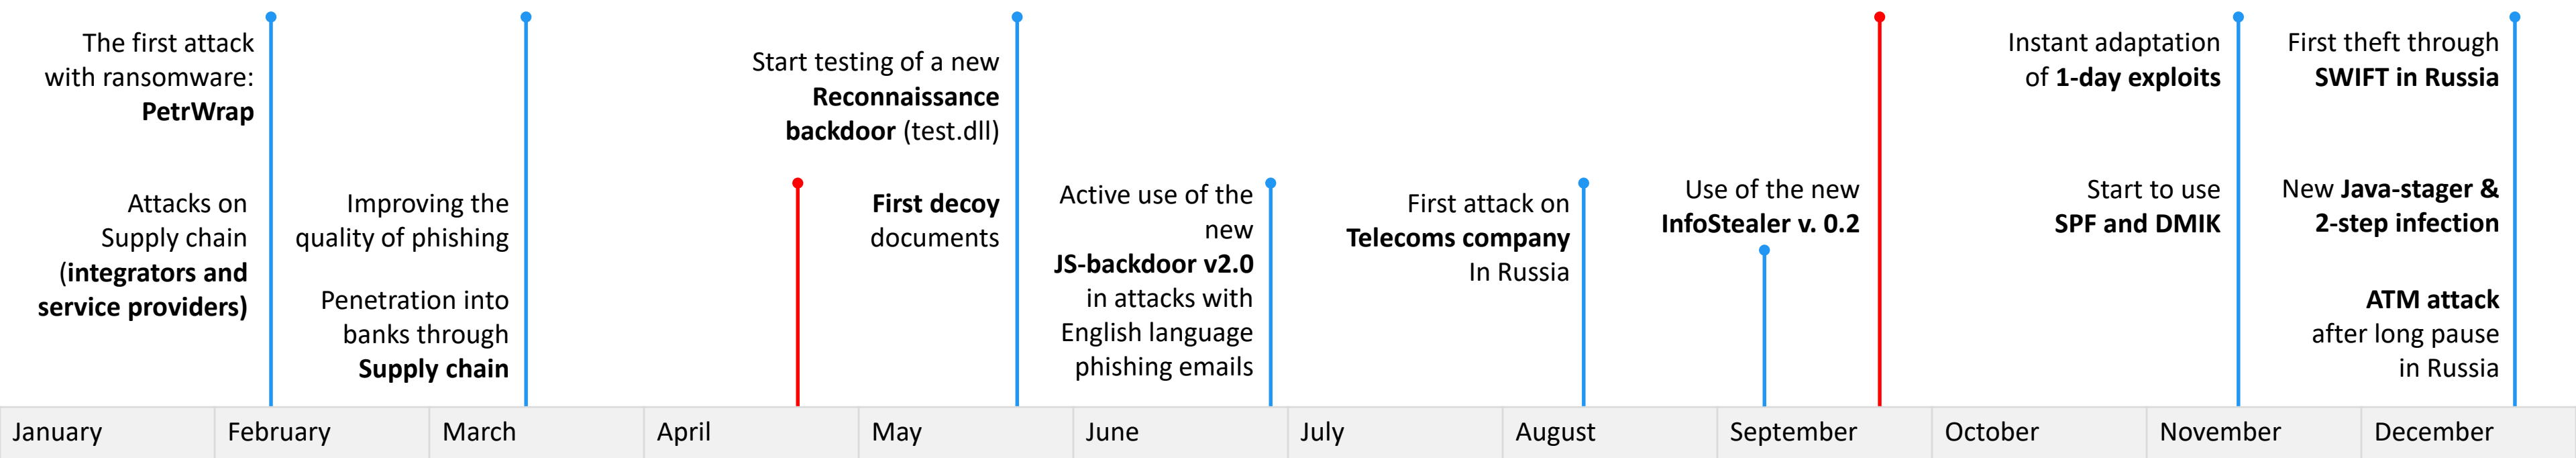 The first attack
with ransomware:
PetrWrap
Attacks on
Supply chain
(integrators and
service providers)
Improving the
quality of phishing
Penetration into
banks through
Supply chain
Start testing of a new
Reconnaissance
backdoor (test.dll)
First decoy
documents
Active use of the
new
JS-backdoor v2.0
in attacks with
English language
phishing emails
First attack on
Telecoms company
In Russia
Use of the new
InfoStealer v. 0.2
Instant adaptation
of 1-day exploits
Start to use
SPF and DMIK
First theft through
SWIFT in Russia
New Java-stager &
2-step infection
ATM attack
after long pause
in Russia
January
February
March
April
May
June
July
August
September
October
November
December